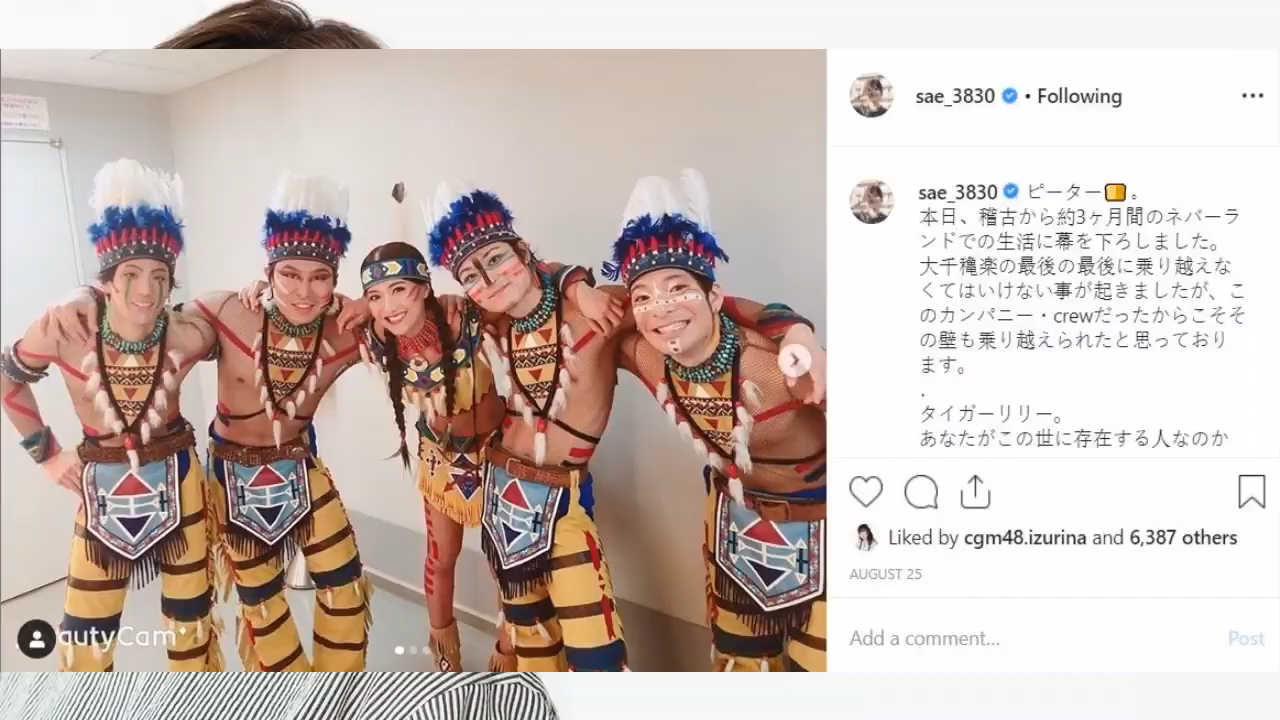 sae_3830 • Following
sae_3830 ピーター🍞。
本日、稽古から約3ヶ月間のネバーラ
ンドでの生活に幕を下ろしました。
大千穐楽の最後の最後に乗り越えな
くてはいけない事が起きましたが、こ
のカンパニー・crewだったからこそそ
の壁も乗り越えられたと思っており
ます。
.
タイガーリリー。
あなたがこの世に存在する人なのか
Liked by cgm48.izurina and 6,387 others
AUGUST 25
Add a comment... Post
autyCam